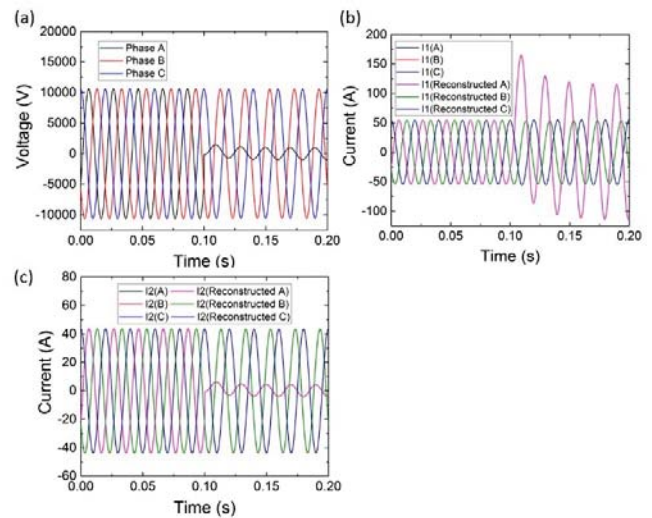 (a)
20000
15000
10000
5000
0
-5000
-10000
Voltage (V)
Phase A
Phase B
Phase C
0.00 0.05 0.10 0.15 0.20
Time (s)
(b)
150
100
50
0
-50
-100
Current (A)
I1(A)
I1(B)
I1(C)
I1(Reconstructed A)
I1(Reconstructed B)
I1(Reconstructed C)
0.00 0.05 0.10 0.15 0.20
Time (s)
(c)
80
60
40
20
0
-20
-40
-60
Current (A)
I2(A) I2(Reconstructed A)
I2(B) I2(Reconstructed B)
I2(C) I2(Reconstructed C)
0.00 0.05 0.10 0.15 0.20
Time (s)